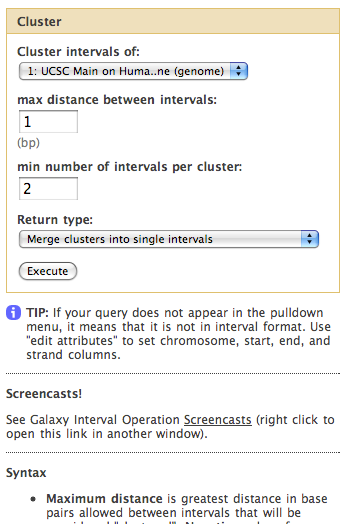 Cluster
Cluster intervals of:
1: UCSC Main on Huma..ne (genome)
max distance between intervals:
1
(bp)
min number of intervals per cluster:
2
Return type:
Merge clusters into single intervals
Execute
TIP: If your query does not appear in the pulldown
menu, it means that it is not in interval format. Use
"edit attributes" to set chromosome, start, end, and
strand columns.
Screencasts!
See Galaxy Interval Operation Screencasts (right click to
open this link in another window).
Syntax
• Maximum distance is greatest distance in base
pairs allowed between intervals that will be